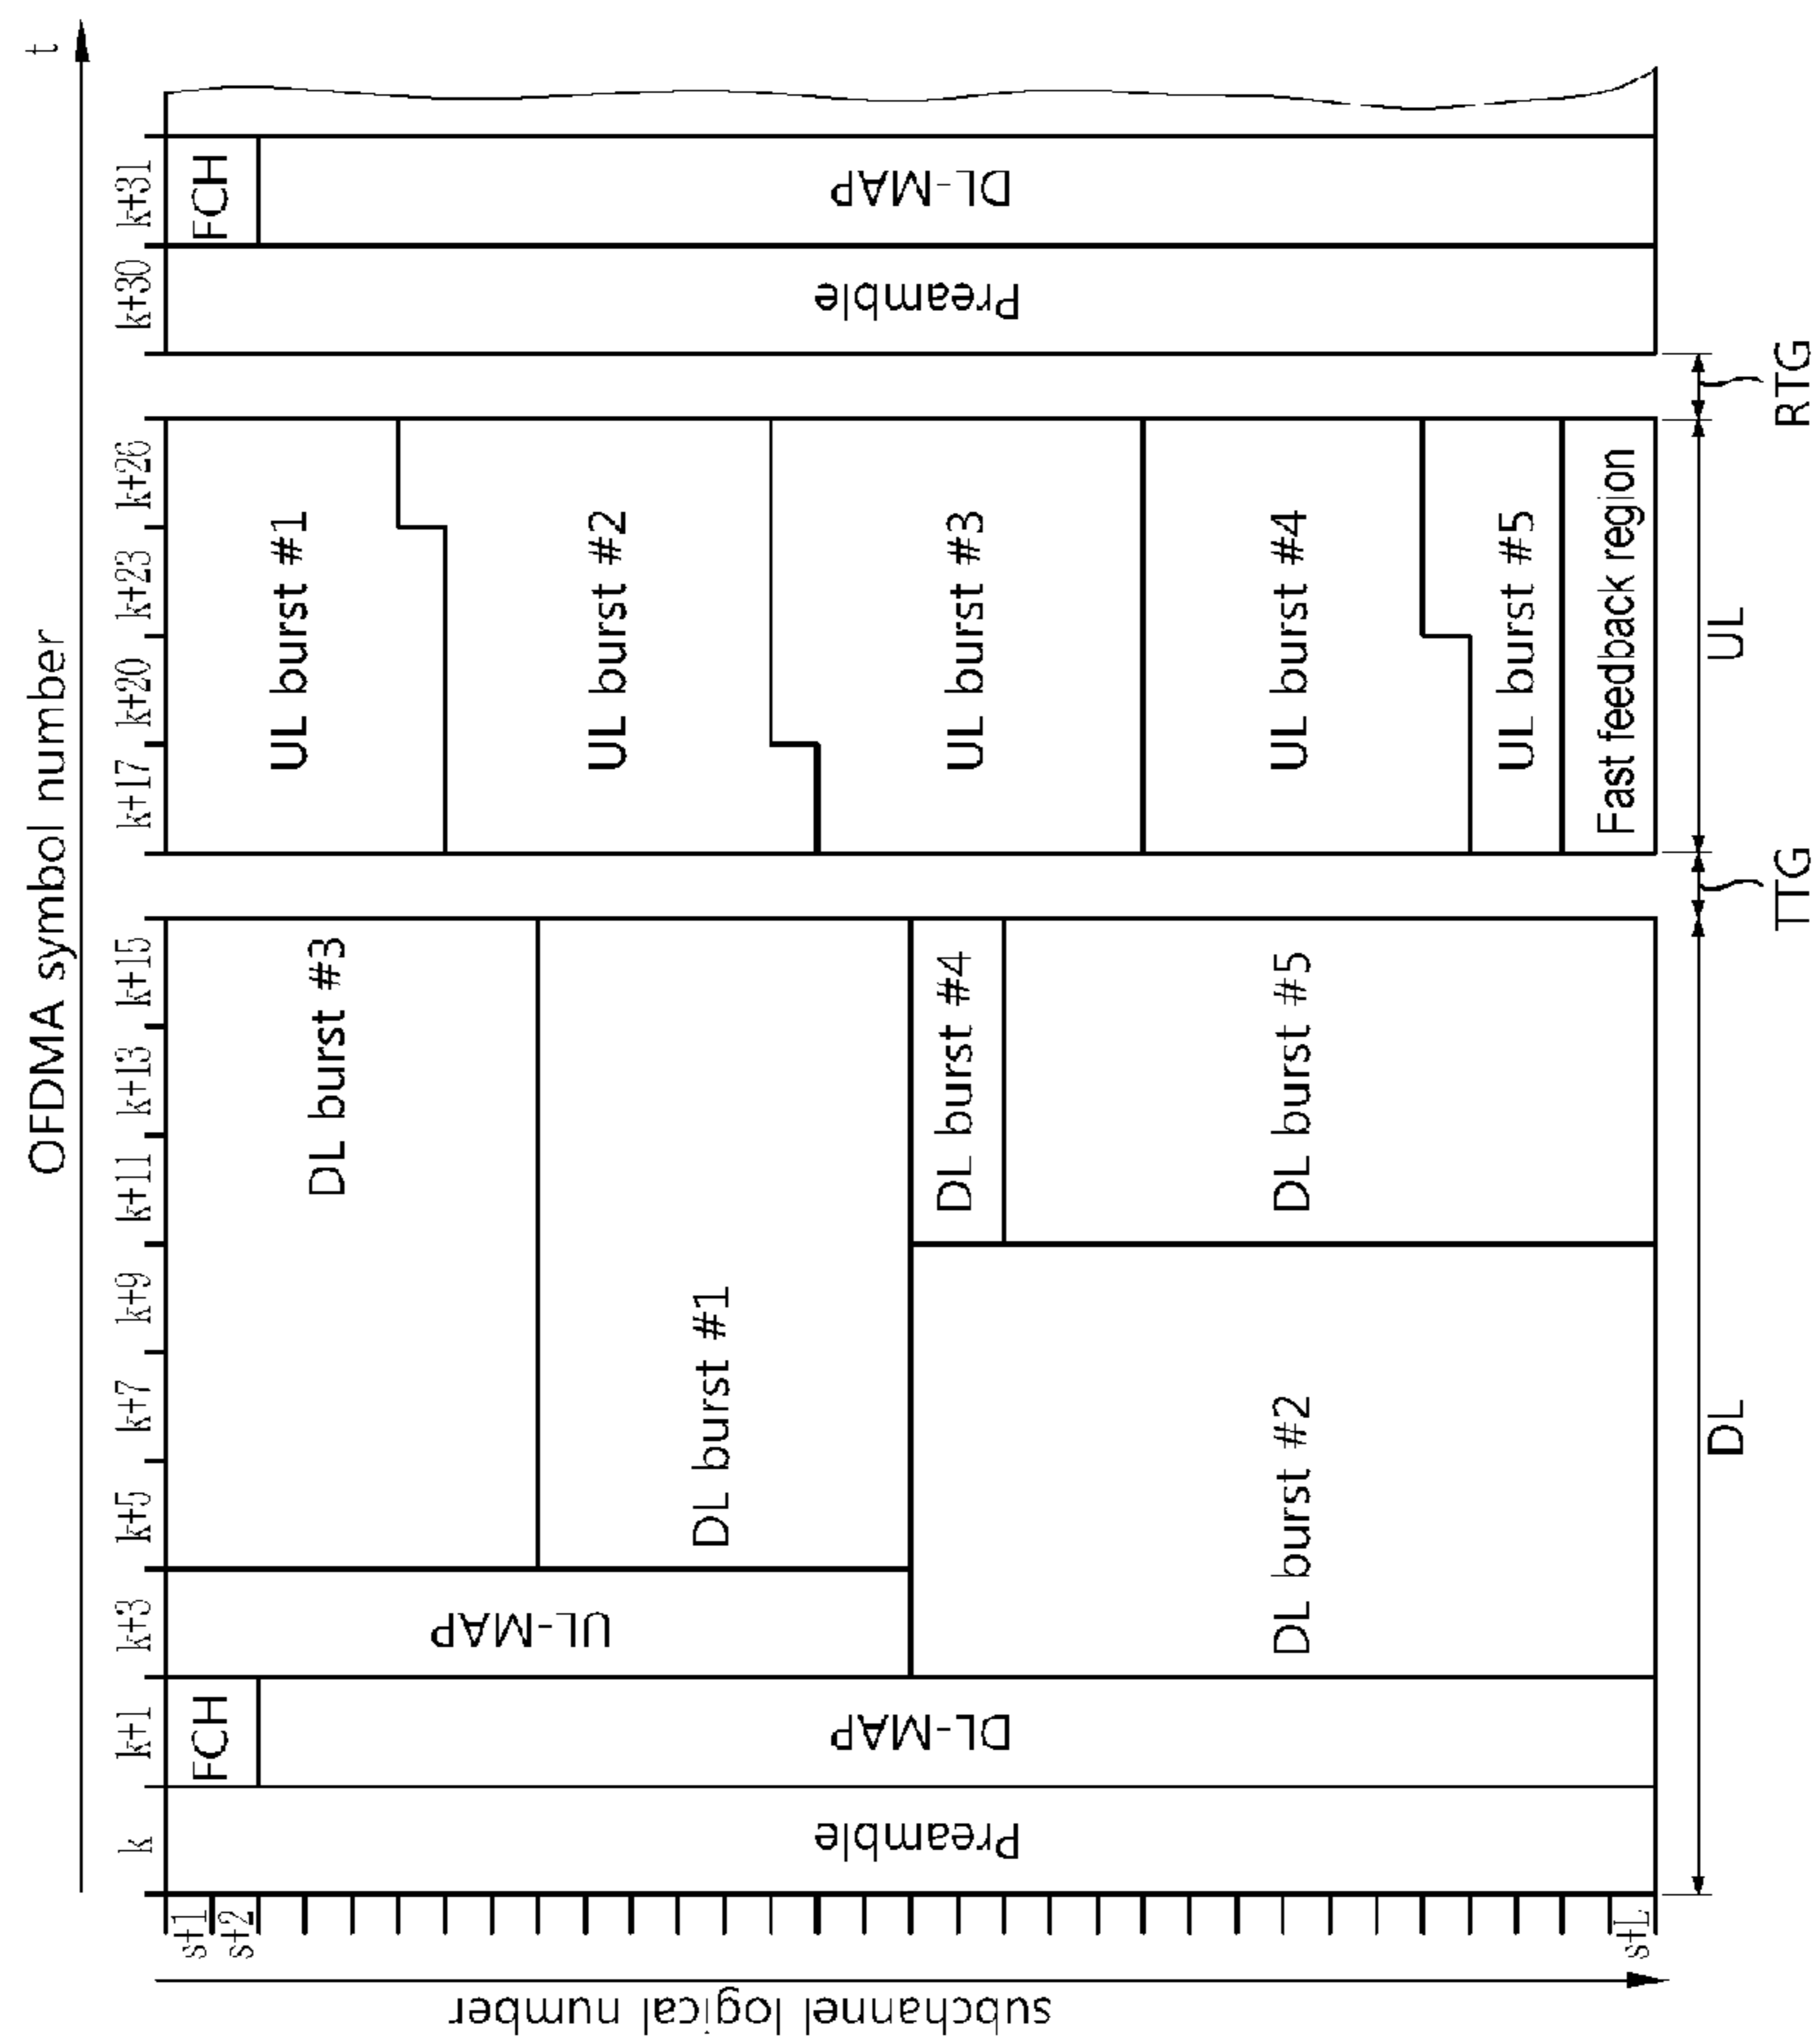 OFDMA symbol number
t
k
k+1
k+3
k+5
k+7
k+9
k+11
k+13
k+15
k+17
k+20
k+23
k+26
k+30
k+31
subchannel logical number
s+1
s+2
s+L
Preamble
FCH
DL-MAP
UL-MAP
DL burst #3
DL burst #1
DL burst #2
DL burst #4
DL burst #5
UL burst #1
UL burst #2
UL burst #3
UL burst #4
UL burst #5
Fast feedback region
Preamble
FCH
DL-MAP
DL
TTG
UL
RTG